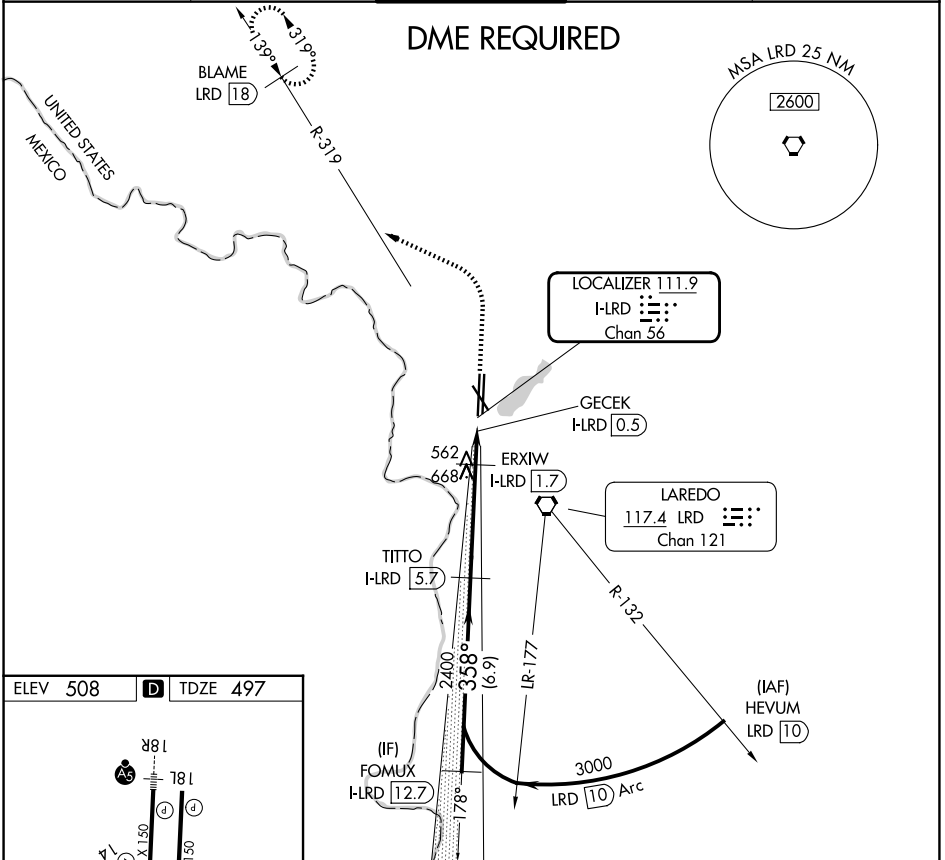 DME REQUIRED
139°
319°
BLAME
LRD 18
MSA LRD 25 NM
2600
UNITED STATES
MEXICO
R-319
LOCALIZER 111.9
I-LRD
Chan 56
GECEK
I-LRD 0.5
562
668
ERXIW
I-LRD 1.7
LAREDO
117.4 LRD
Chan 121
TITTO
I-LRD 5.7
R-132
LR-177
2400
358°
(6.9)
(IAF)
HEVUM
LRD 10
3000
LRD 10 Arc
(IF)
FOMUX
I-LRD 12.7
178°
ELEV 508 D TDZE 497
18R
18L
A5
P
P
X 150
150
14